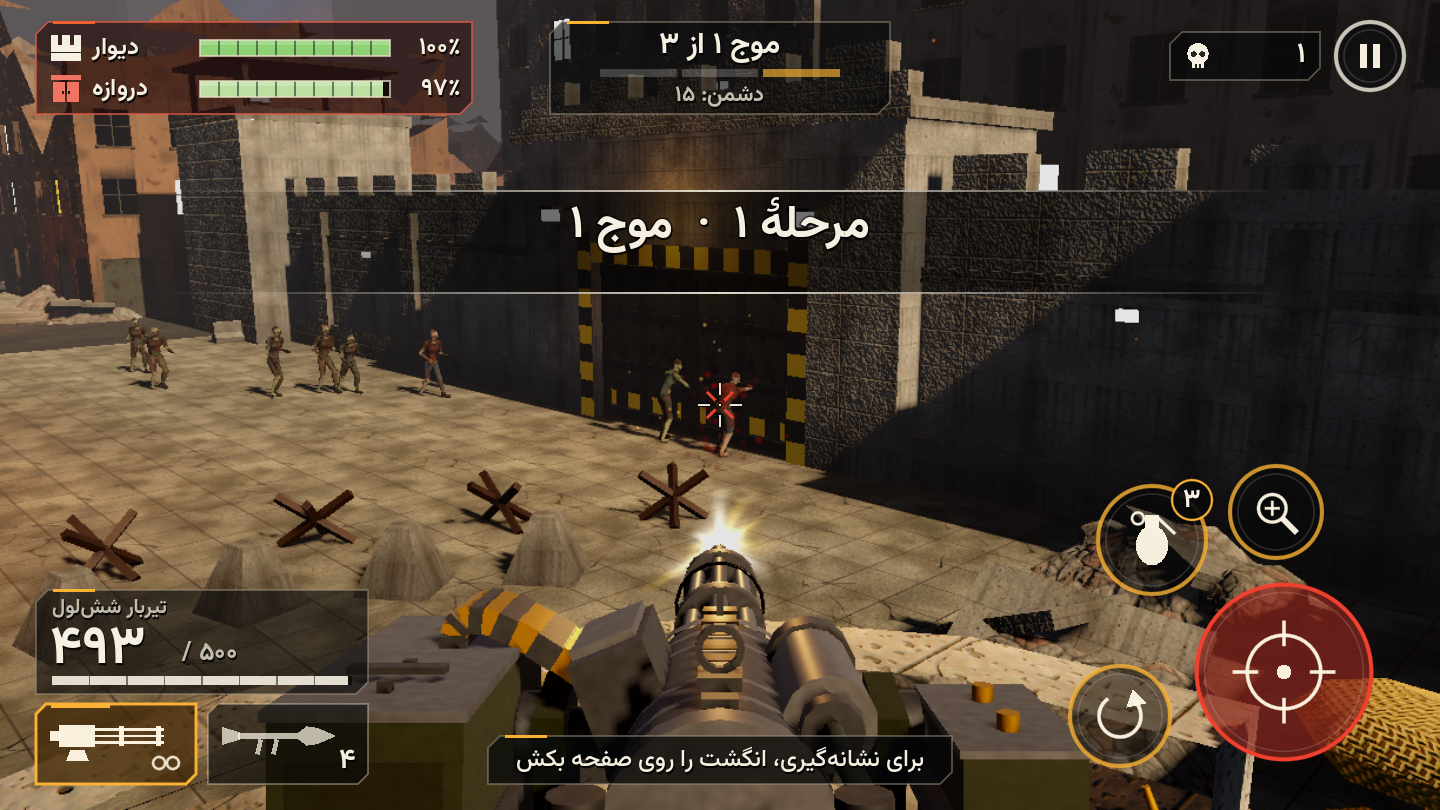 دیوار ۱۰۰٪
دروازه ۹۷٪
موج ۱ از ۳
دشمن: ۱۵
۱
مرحلهٔ ۱ · موج ۱
۳
تیربار شش‌لول
۴۹۳ / ۵۰۰
∞
۴
برای نشانه‌گیری، انگشت را روی صفحه بکش